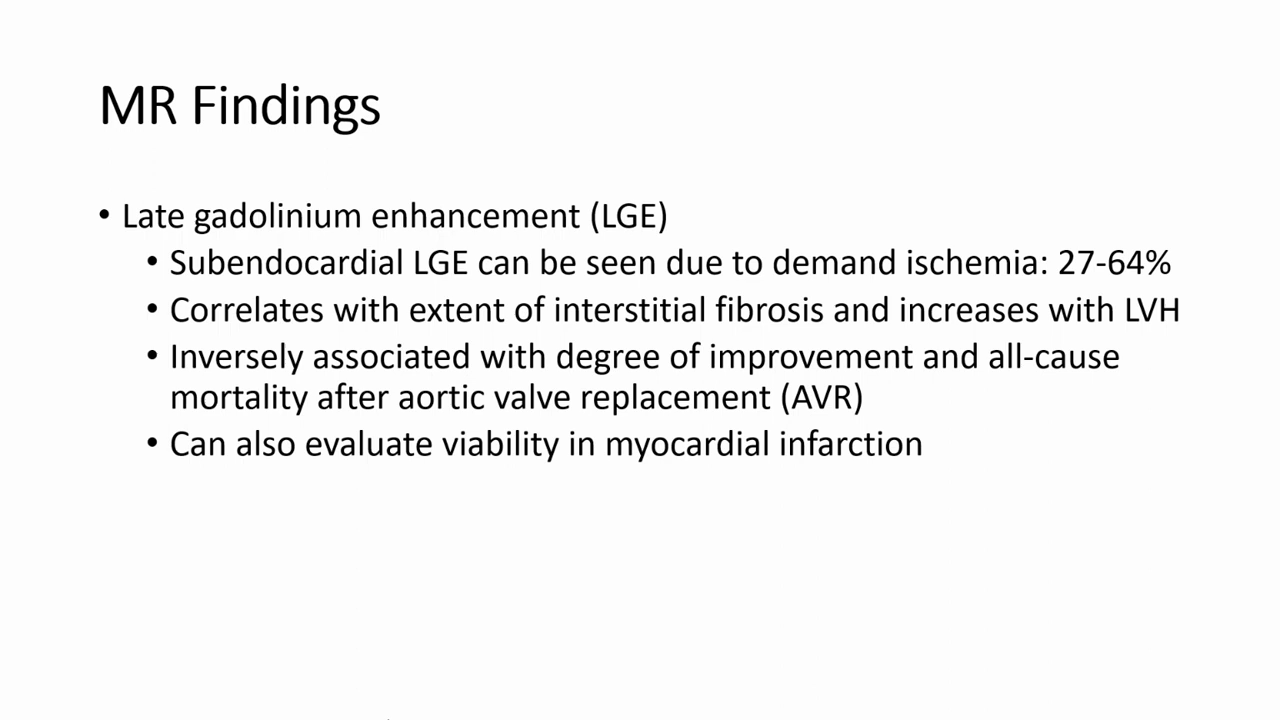 MR Findings
• Late gadolinium enhancement (LGE)
• Subendocardial LGE can be seen due to demand ischemia: 27-64%
• Correlates with extent of interstitial fibrosis and increases with LVH
• Inversely associated with degree of improvement and all-cause
mortality after aortic valve replacement (AVR)
• Can also evaluate viability in myocardial infarction